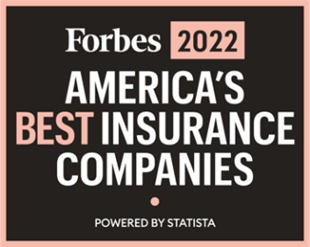 Forbes 2022
AMERICA'S
BEST INSURANCE
COMPANIES
POWERED BY STATISTA